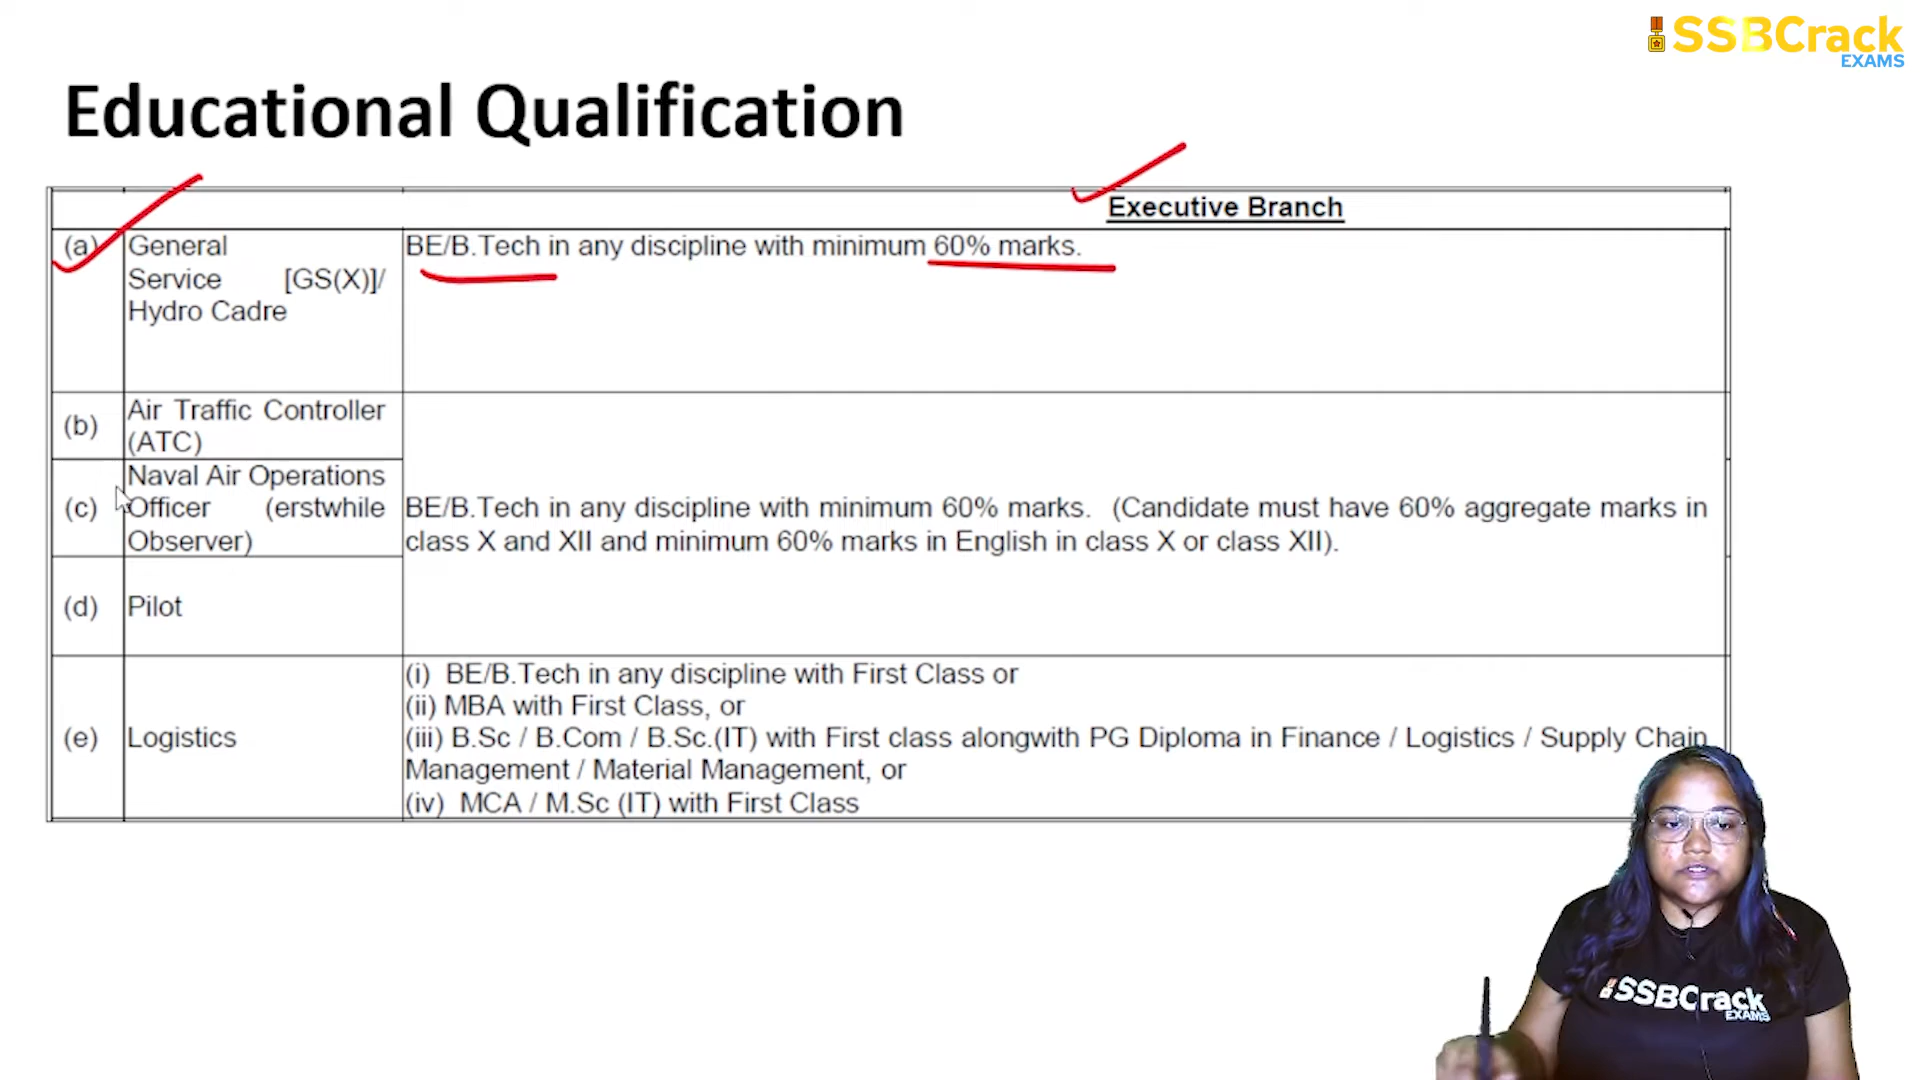 SSBCrack
EXAMS
Educational Qualification
Executive Branch
(a)
General
Service [GS(X)]/
Hydro Cadre
BE/B.Tech in any discipline with minimum 60% marks.
(b)
Air Traffic Controller
(ATC)
(c)
Naval Air Operations
Officer (erstwhile
Observer)
BE/B.Tech in any discipline with minimum 60% marks. (Candidate must have 60% aggregate marks in
class X and XII and minimum 60% marks in English in class X or class XII).
(d)
Pilot
(e)
Logistics
(i) BE/B.Tech in any discipline with First Class or
(ii) MBA with First Class, or
(iii) B.Sc / B.Com / B.Sc.(IT) with First class alongwith PG Diploma in Finance / Logistics / Supply Chain
Management / Material Management, or
(iv) MCA / M.Sc (IT) with First Class
SSBCrack
EXAMS